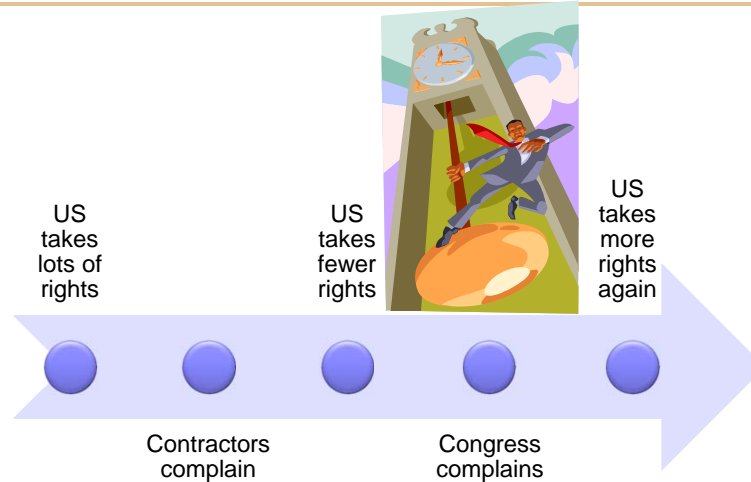 US
takes
lots of
rights
Contractors
complain
US
takes
fewer
rights
Congress
complains
US
takes
more
rights
again